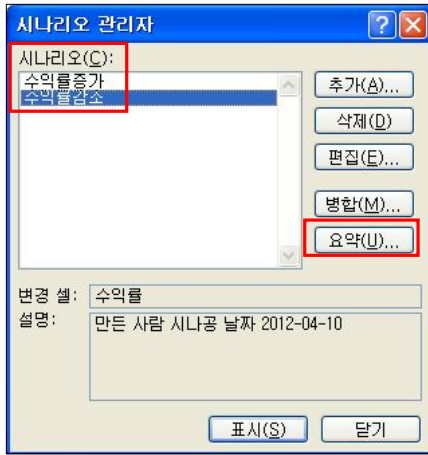 시나리오 관리자
시나리오(C):
수익률증가
수익률감소
추가(A)...
삭제(D)
편집(E)...
병합(M)...
요약(U)...
변경 셀: 수익률
설명: 만든 사람 시나공 날짜 2012-04-10
표시(S) 닫기